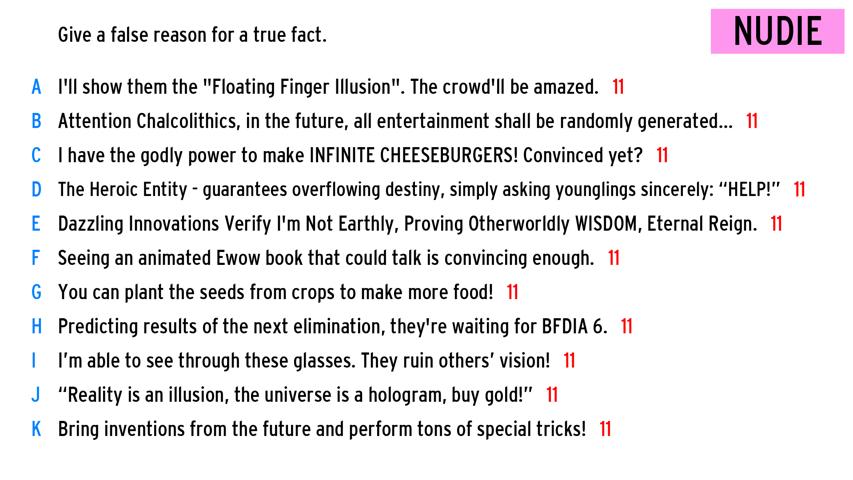 Give a false reason for a true fact.
NUDIE
A I'll show them the "Floating Finger Illusion". The crowd'll be amazed. 11
B Attention Chalcolithics, in the future, all entertainment shall be randomly generated... 11
C I have the godly power to make INFINITE CHEESEBURGERS! Convinced yet? 11
D The Heroic Entity - guarantees overflowing destiny, simply asking younglings sincerely: “HELP!” 11
E Dazzling Innovations Verify I'm Not Earthly, Proving Otherworldly WISDOM, Eternal Reign. 11
F Seeing an animated Ewow book that could talk is convincing enough. 11
G You can plant the seeds from crops to make more food! 11
H Predicting results of the next elimination, they're waiting for BFDIA 6. 11
I I’m able to see through these glasses. They ruin others’ vision! 11
J “Reality is an illusion, the universe is a hologram, buy gold!” 11
K Bring inventions from the future and perform tons of special tricks! 11